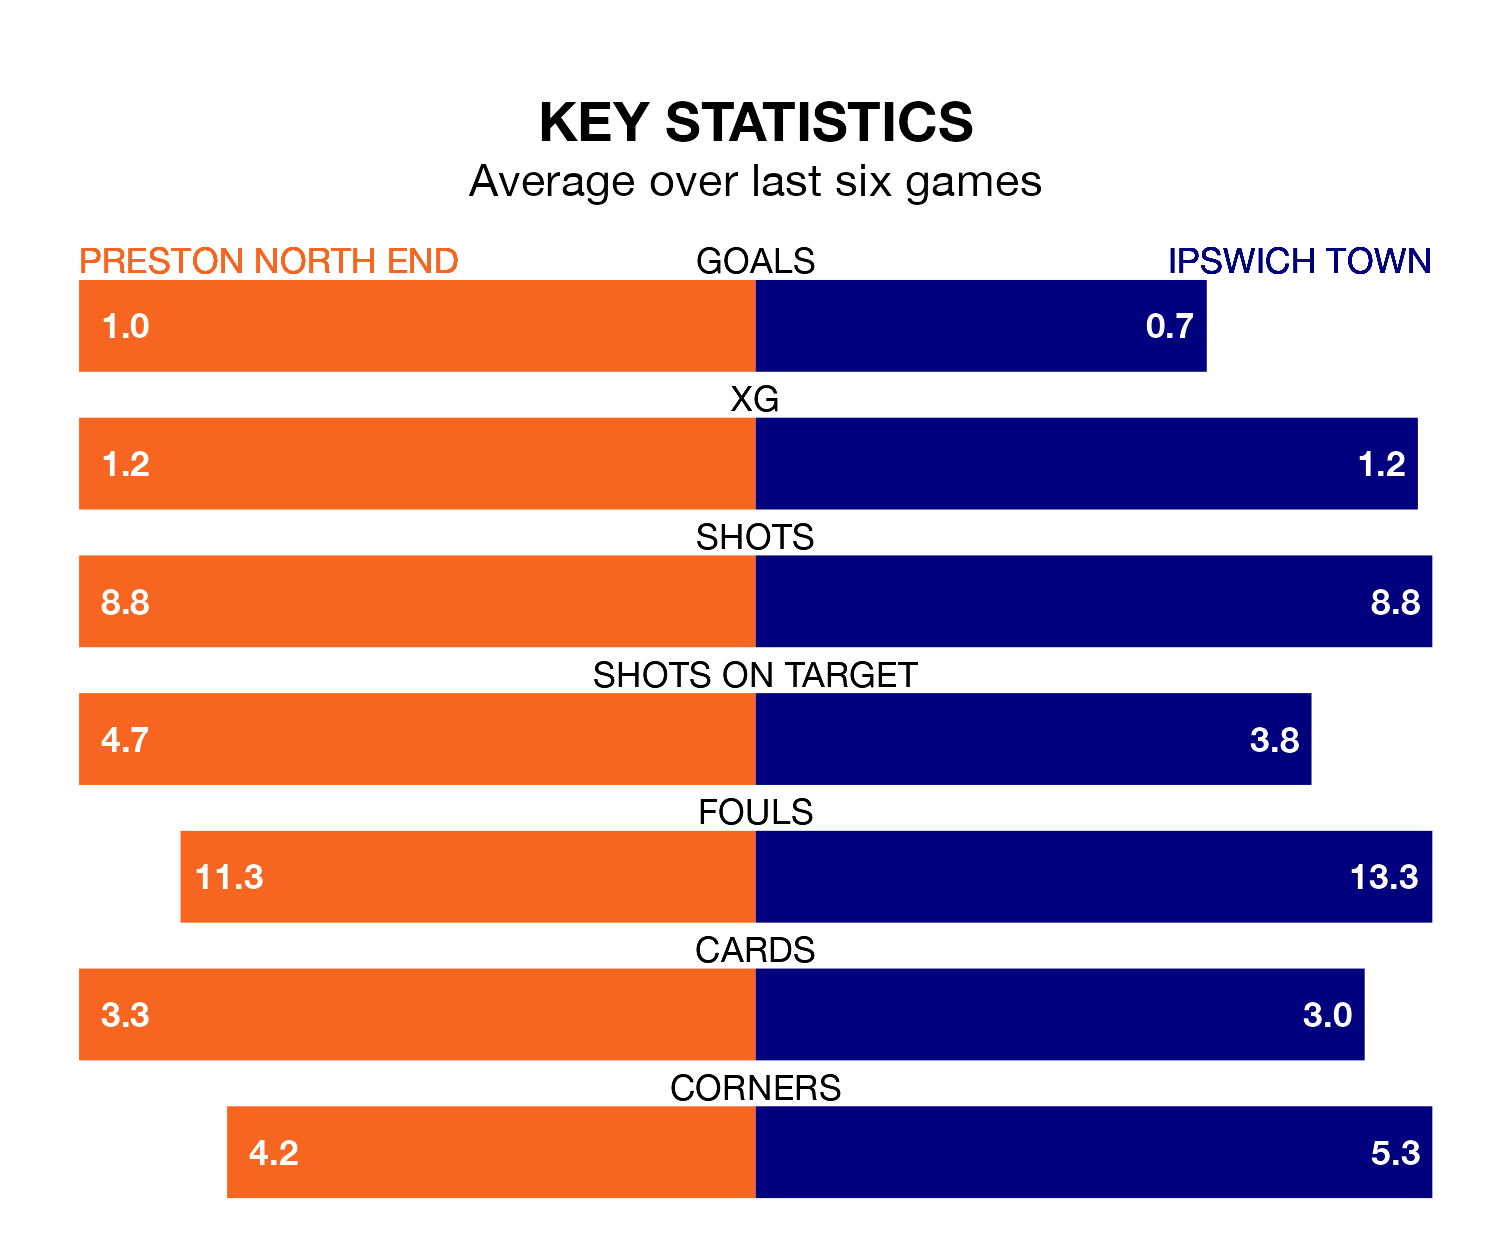 KEY STATISTICS
Average over last six games
PRESTON NORTH END GOALS IPSWICH TOWN
1.0 0.7
XG
1.2 1.2
SHOTS
8.8 8.8
SHOTS ON TARGET
4.7 3.8
FOULS
11.3 13.3
CARDS
3.3 3.0
CORNERS
4.2 5.3